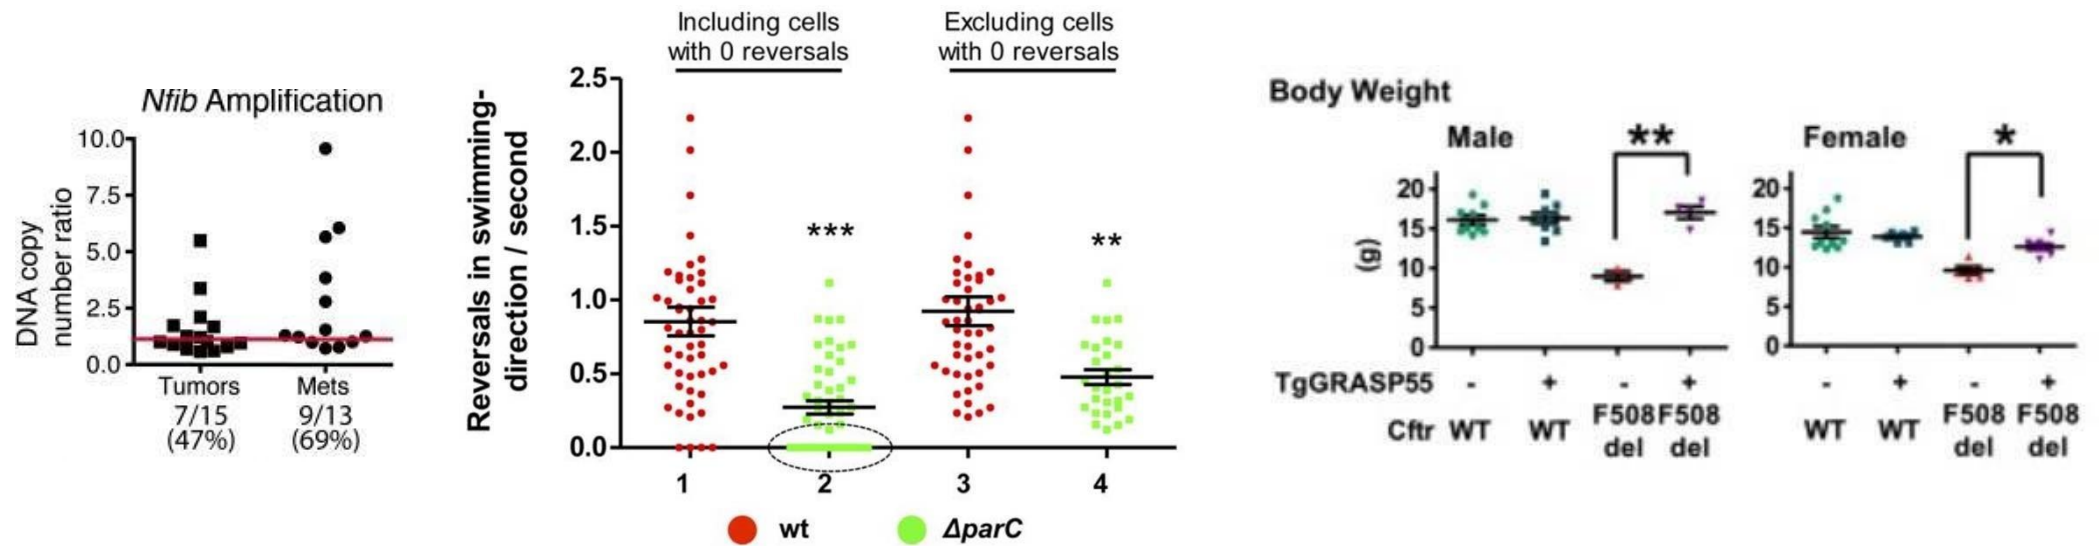 Nfib Amplification
DNA copy
number ratio
10.0
7.5
5.0
2.5
0.0
Tumors
Mets
7/15
9/13
(47%)
(69%)
Including cells
with 0 reversals
Excluding cells
with 0 reversals
Reversals in swimming-
direction / second
2.5
2.0
1.5
1.0
0.5
0.0
***
**
1
2
3
4
wt
ΔparC
Body Weight
Male
**
(g)
20
15
10
5
0
Female
*
20
15
10
5
0
TgGRASP55 - + - + - + - +
Cftr WT WT F508 del F508 del WT WT F508 del F508 del